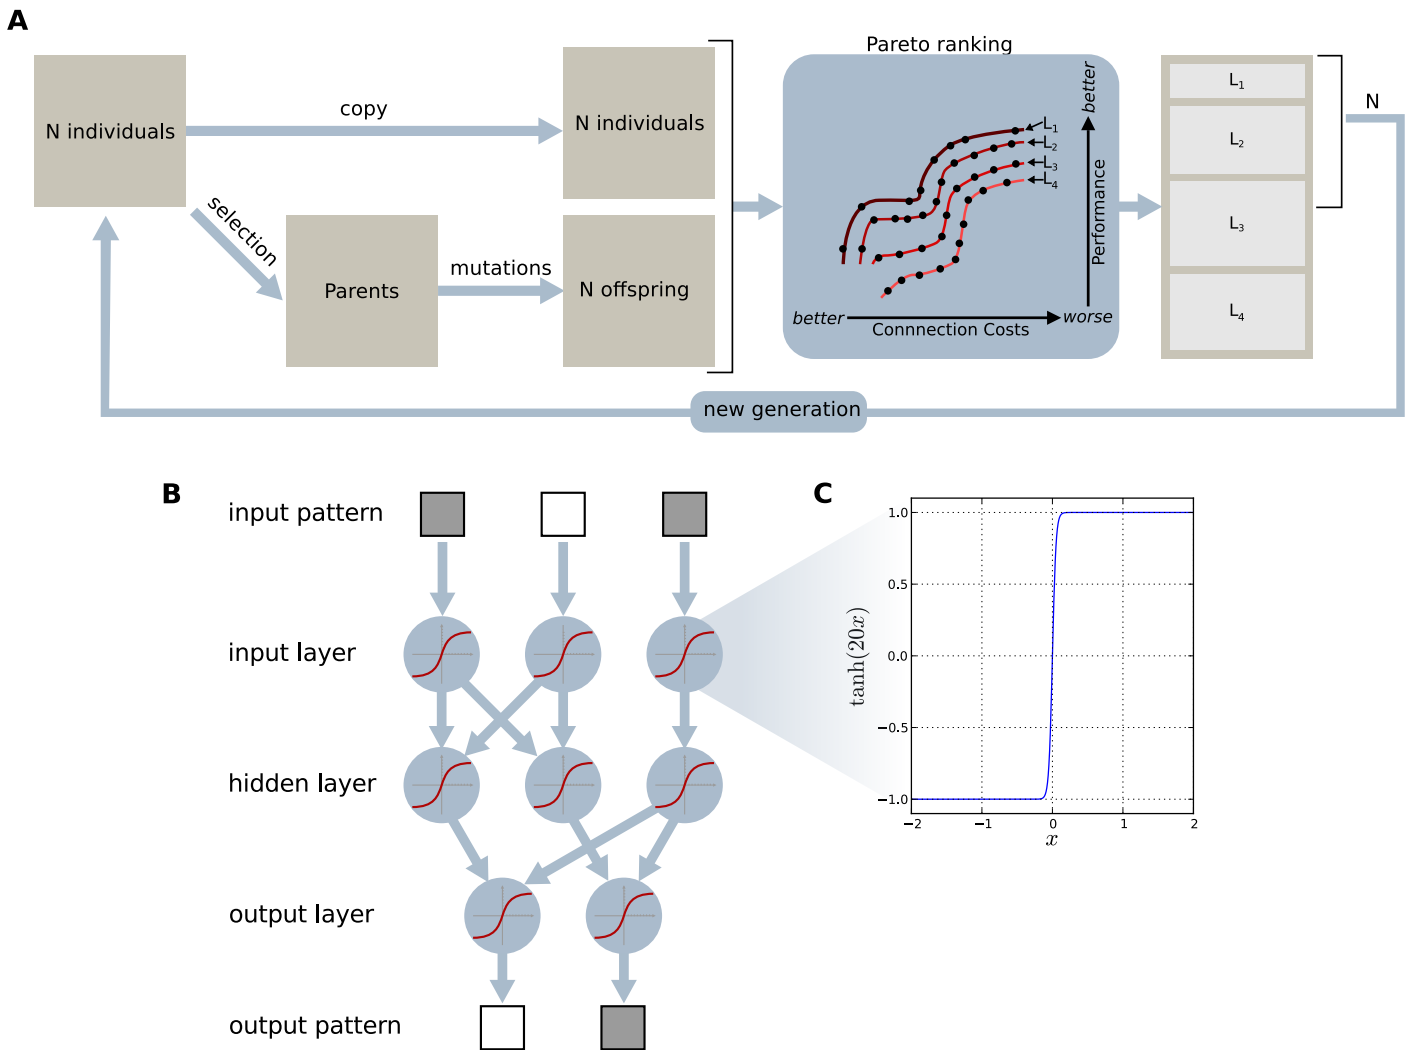 A
N individuals
copy
N individuals
selection
Parents
mutations
N offspring
Pareto ranking
better
Performance
L1
L2
L3
L4
better
Connnection Costs
worse
L1
L2
L3
L4
N
new generation
B
input pattern
input layer
hidden layer
output layer
output pattern
C
1.0
0.5
0.0
−0.5
−1.0
tanh(20x)
−2
−1
0
1
2
x